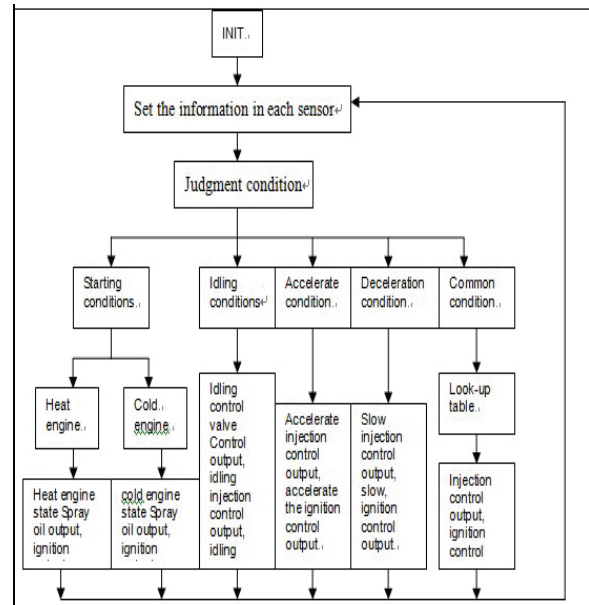 INIT.
Set the information in each sensor
Judgment condition
Starting
conditions.
Idling
conditions
Accelerate
condition.
Deceleration
condition.
Common
condition.
Heat
engine.
Cold.
engine.
Look-up
table.
Heat engine
state Spray
oil output,
ignition
cold engine
state Spray
oil output,
ignition
Idling
control
valve
Control
output,
idling
injection
control
output,
idling
Accelerate
injection
control
output,
accelerate
the ignition
control
output.
Slow
injection
control
output,
slow,
ignition
control
output.
Injection
control
output,
ignition
control